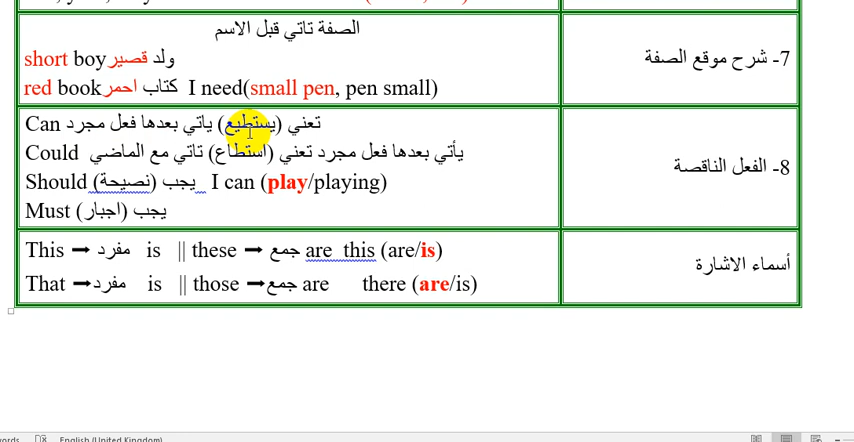 الصفة تاتي قبل الاسم
short boy ولد قصير
red book كتاب احمر I need(small pen, pen small)
7- شرح موقع الصفة
Can تعني (يستطيع) ياتي بعدها فعل مجرد
Could يأتي بعدها فعل مجرد تعني (استطاع) تاتي مع الماضي
Should يجب (نصيحة) I can (play/playing)
Must يجب (اجبار)
8- الفعل الناقصة
This ➞ مفرد is || these ➞ جمع are this (are/is)
That ➞ مفرد is || those ➞ جمع are there (are/is)
أسماء الاشارة
English (United Kingdom)